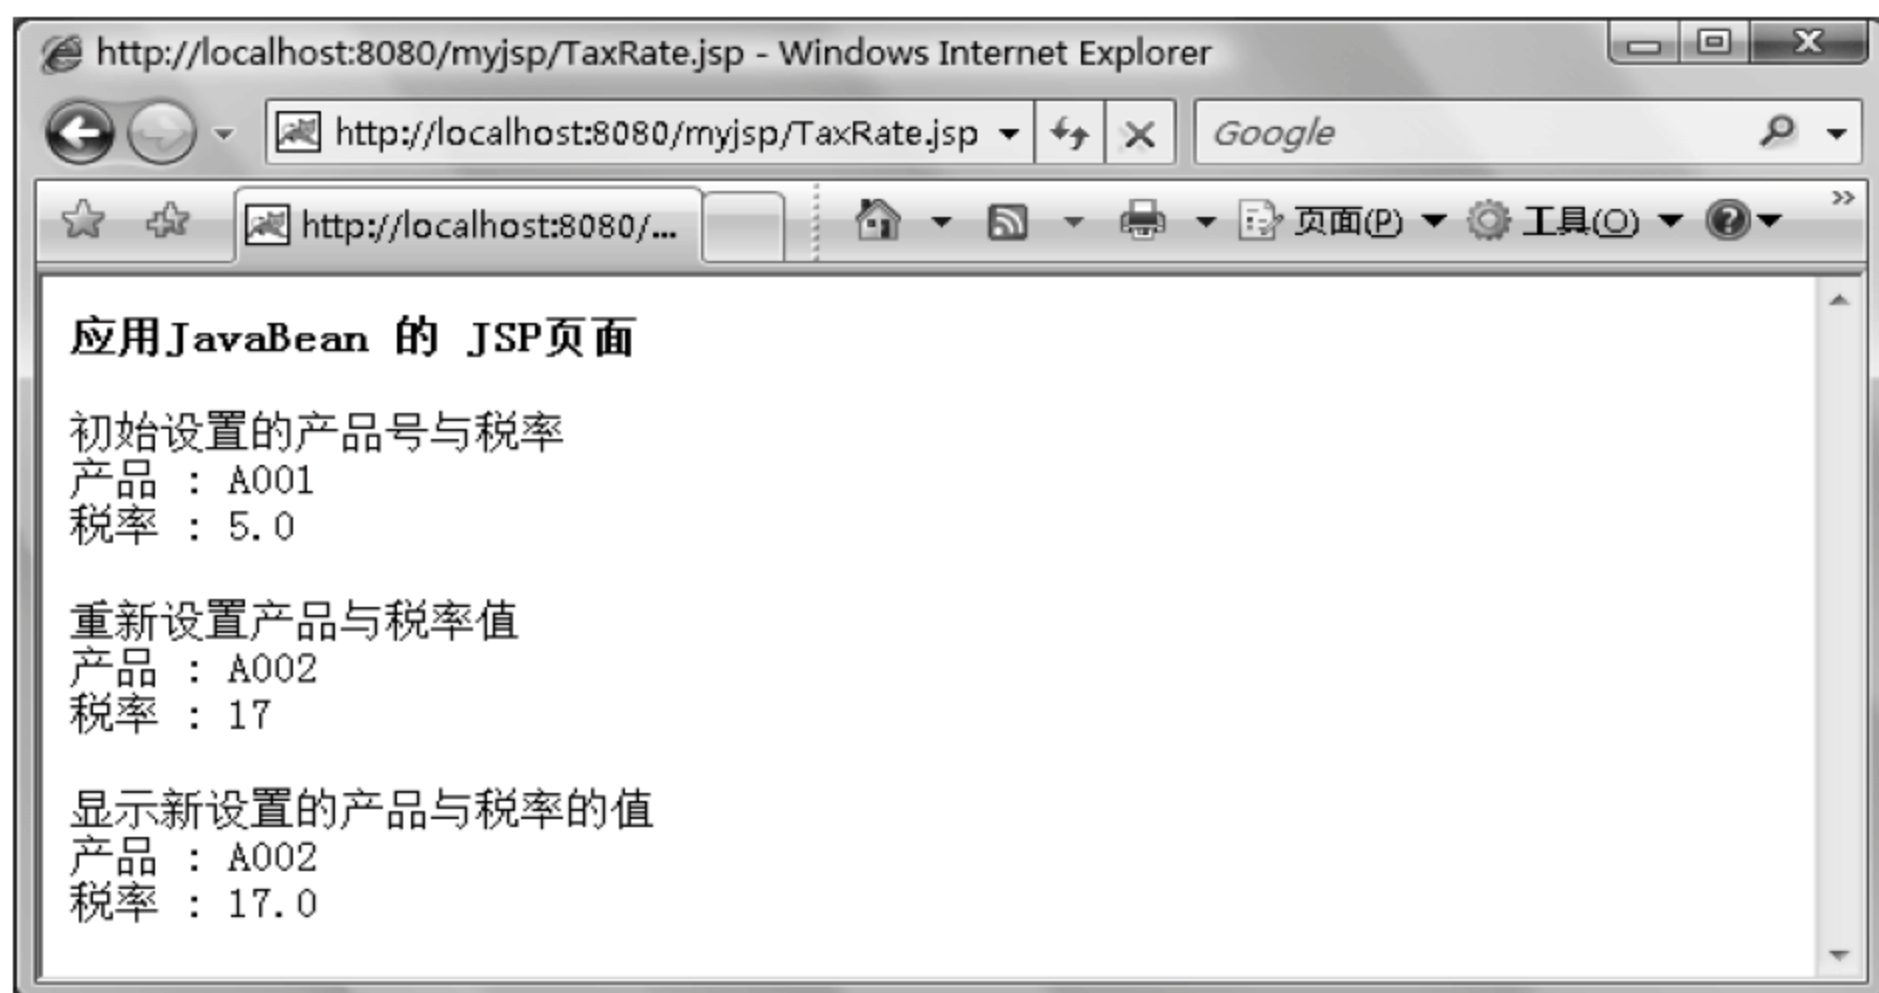 http://localhost:8080/myjsp/TaxRate.jsp - Windows Internet Explorer
http://localhost:8080/myjsp/TaxRate.jsp
Google
http://localhost:8080/...
页面(P)
工具(O)
应用JavaBean 的 JSP页面
初始设置的产品号与税率
产品 : A001
税率 : 5.0
重新设置产品与税率值
产品 : A002
税率 : 17
显示新设置的产品与税率的值
产品 : A002
税率 : 17.0